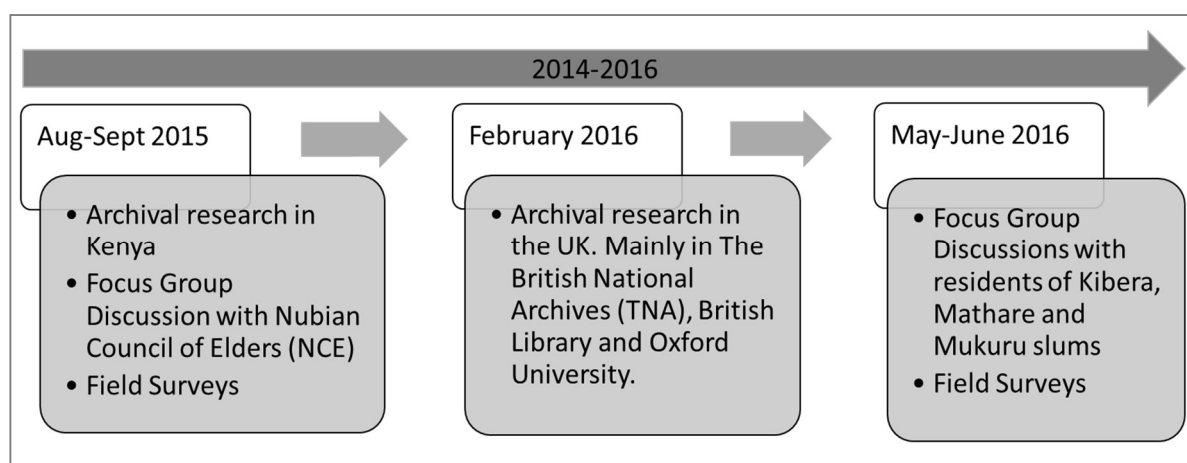 2014-2016
Aug-Sept 2015
• Archival research in
Kenya
• Focus Group
Discussion with Nubian
Council of Elders (NCE)
• Field Surveys
February 2016
• Archival research in
the UK. Mainly in The
British National
Archives (TNA), British
Library and Oxford
University.
May-June 2016
• Focus Group
Discussions with
residents of Kibera,
Mathare and
Mukuru slums
• Field Surveys